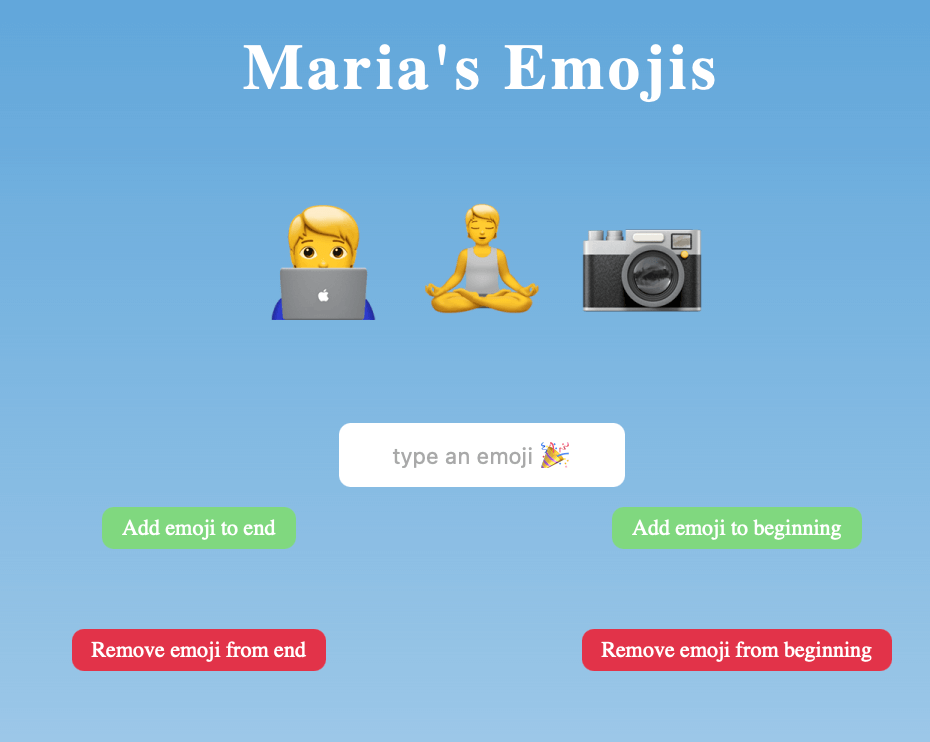 Maria's Emojis
type an emoji 🎉
Add emoji to end
Add emoji to beginning
Remove emoji from end
Remove emoji from beginning